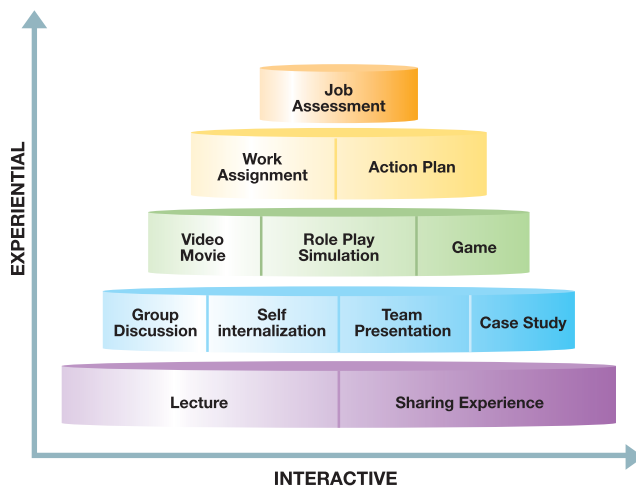 EXPERIENTIAL
Job
Assessment
Work
Assignment
Action Plan
Video
Movie
Role Play
Simulation
Game
Group
Discussion
Self
internalization
Team
Presentation
Case Study
Lecture
Sharing Experience
INTERACTIVE